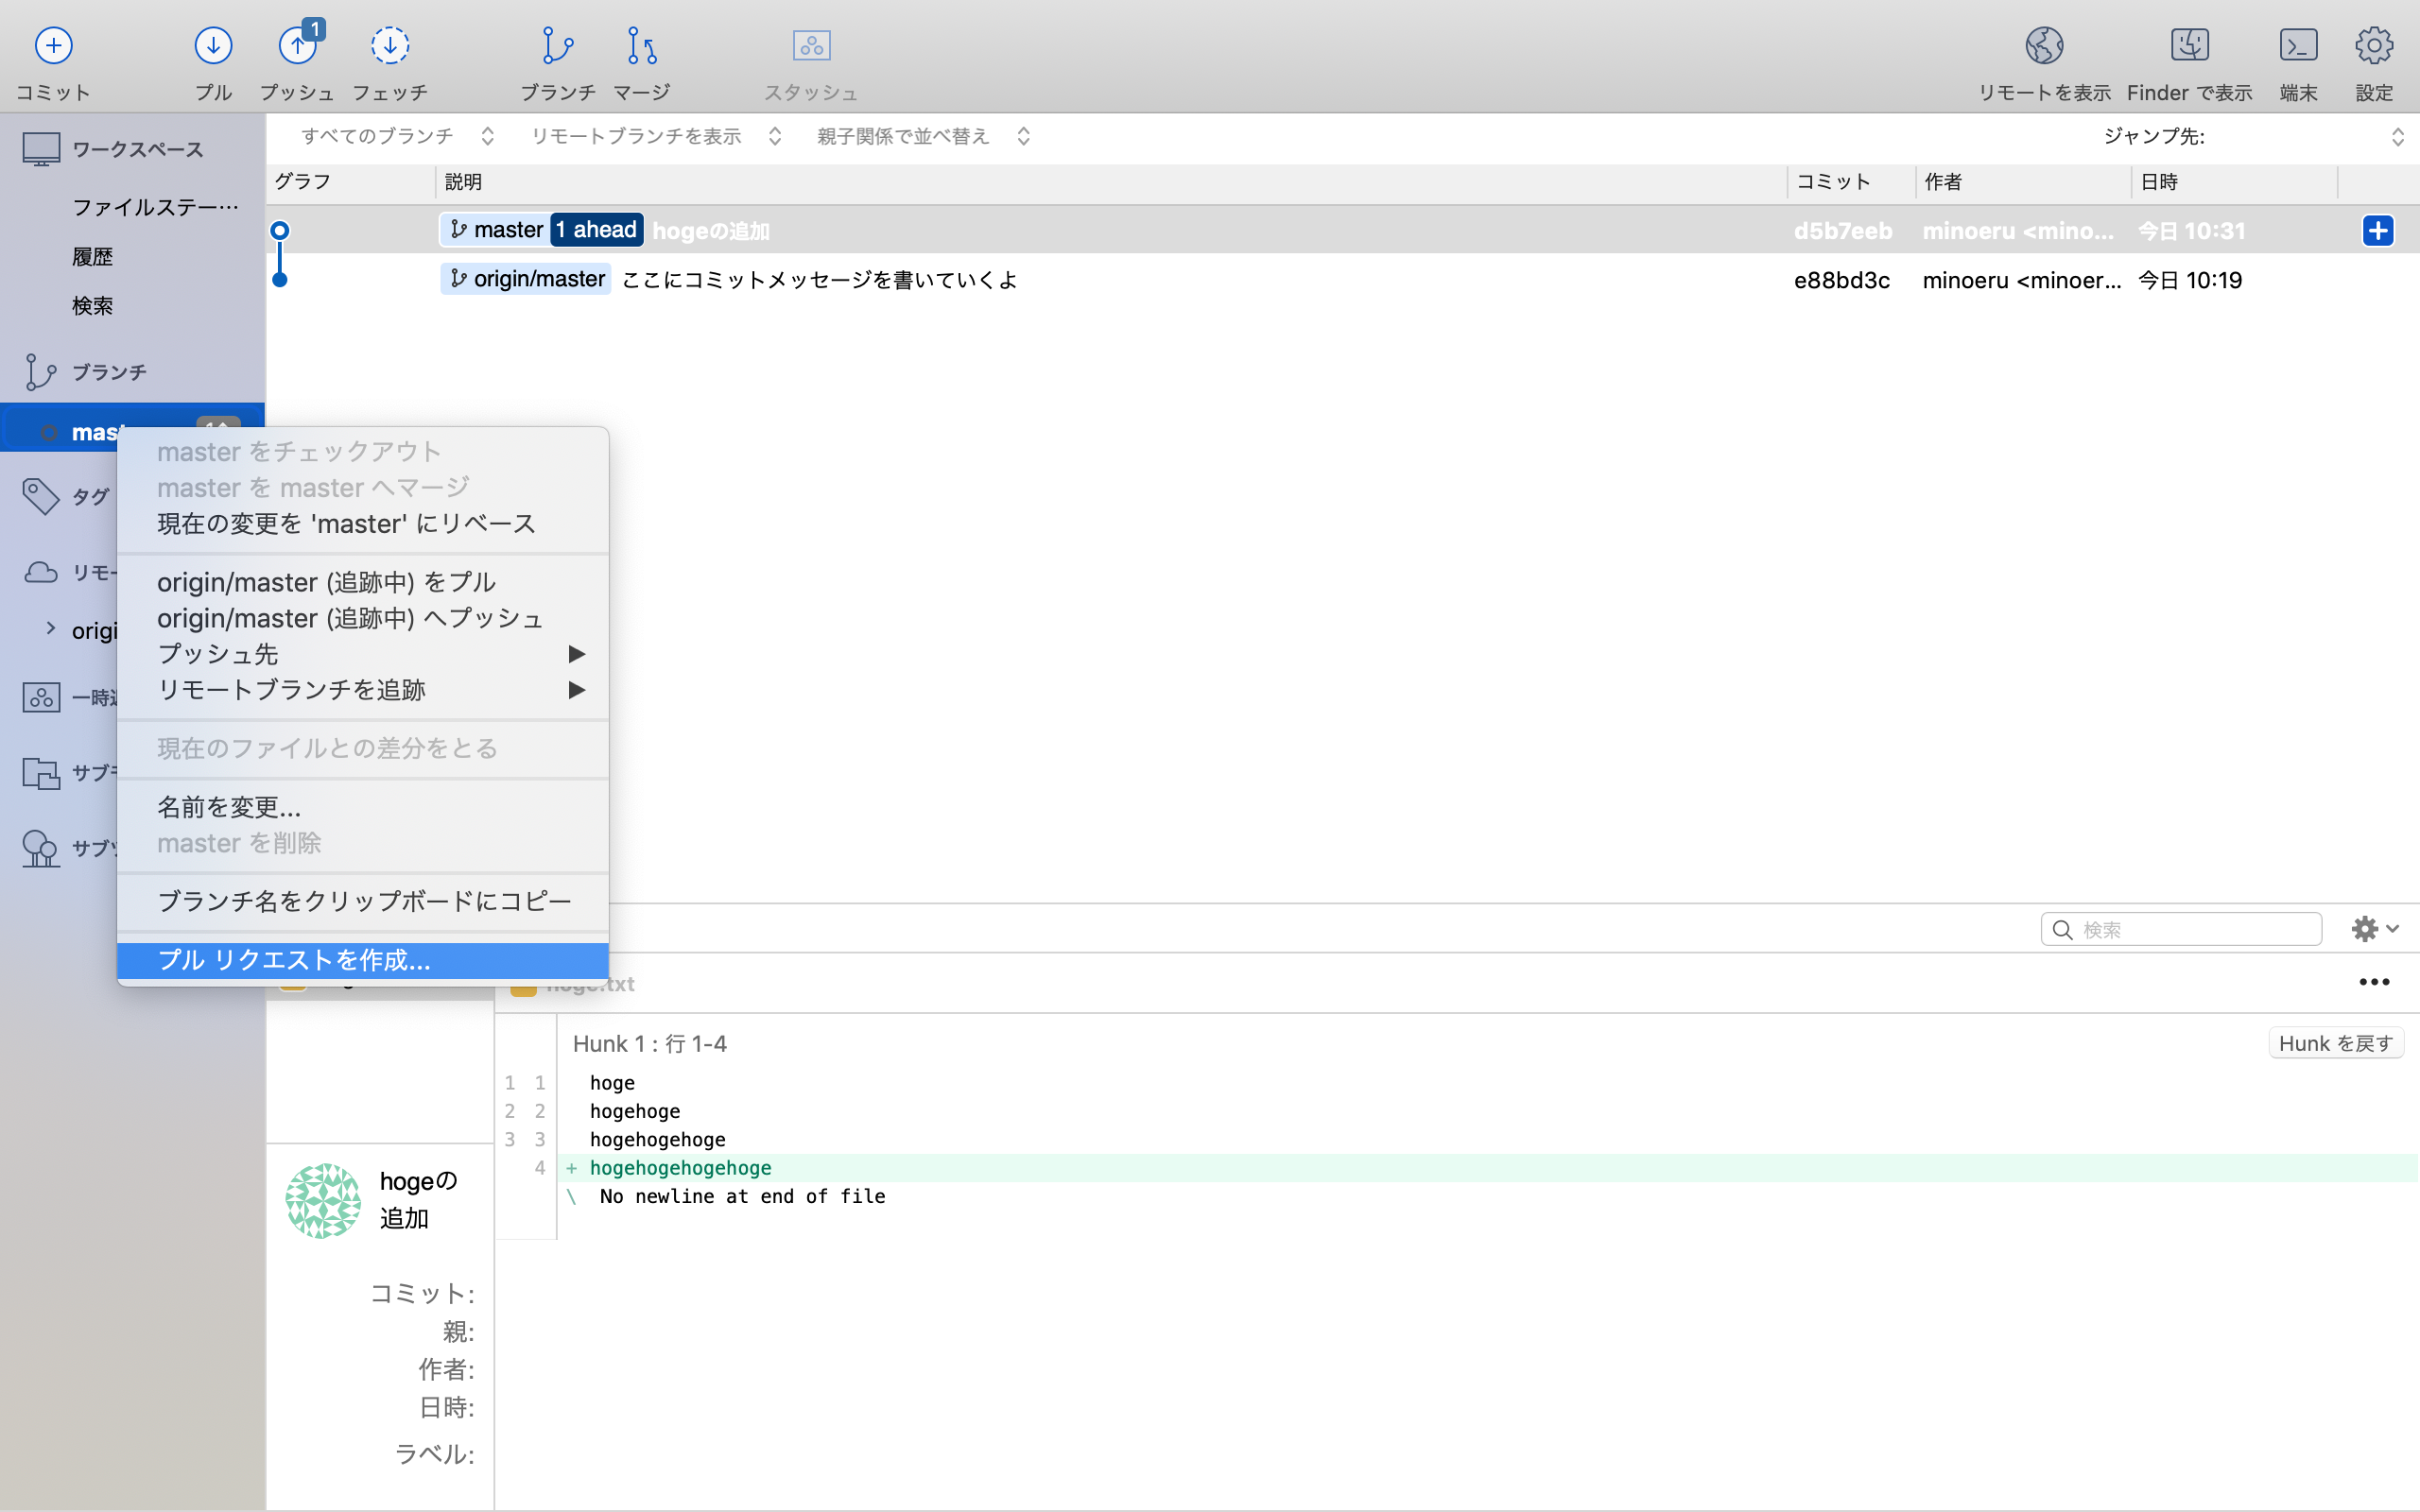 1
コミット プル プッシュ フェッチ ブランチ マージ スタッシュ リモートを表示 Finder で表示 端末 設定
ワークスペース
ファイルステー…
履歴
検索
ブランチ
タグ
すべてのブランチ リモートブランチを表示 親子関係で並べ替え ジャンプ先:
グラフ 説明 コミット 作者 日時
master 1 ahead hogeの追加 d5b7eeb minoeru <mino... 今日 10:31
origin/master ここにコミットメッセージを書いていくよ e88bd3c minoeru <minoer... 今日 10:19
master をチェックアウト
master を master へマージ
現在の変更を 'master' にリベース
origin/master (追跡中) をプル
origin/master (追跡中) へプッシュ
プッシュ先
リモートブランチを追跡
現在のファイルとの差分をとる
名前を変更...
master を削除
ブランチ名をクリップボードにコピー
プル リクエストを作成...
検索
hoge.txt
Hunk 1 : 行 1-4 Hunk を戻す
1 1 hoge
2 2 hogehoge
3 3 hogehogehoge
4 + hogehogehogehoge
\ No newline at end of file
hogeの
追加
コミット:
親:
作者:
日時:
ラベル: